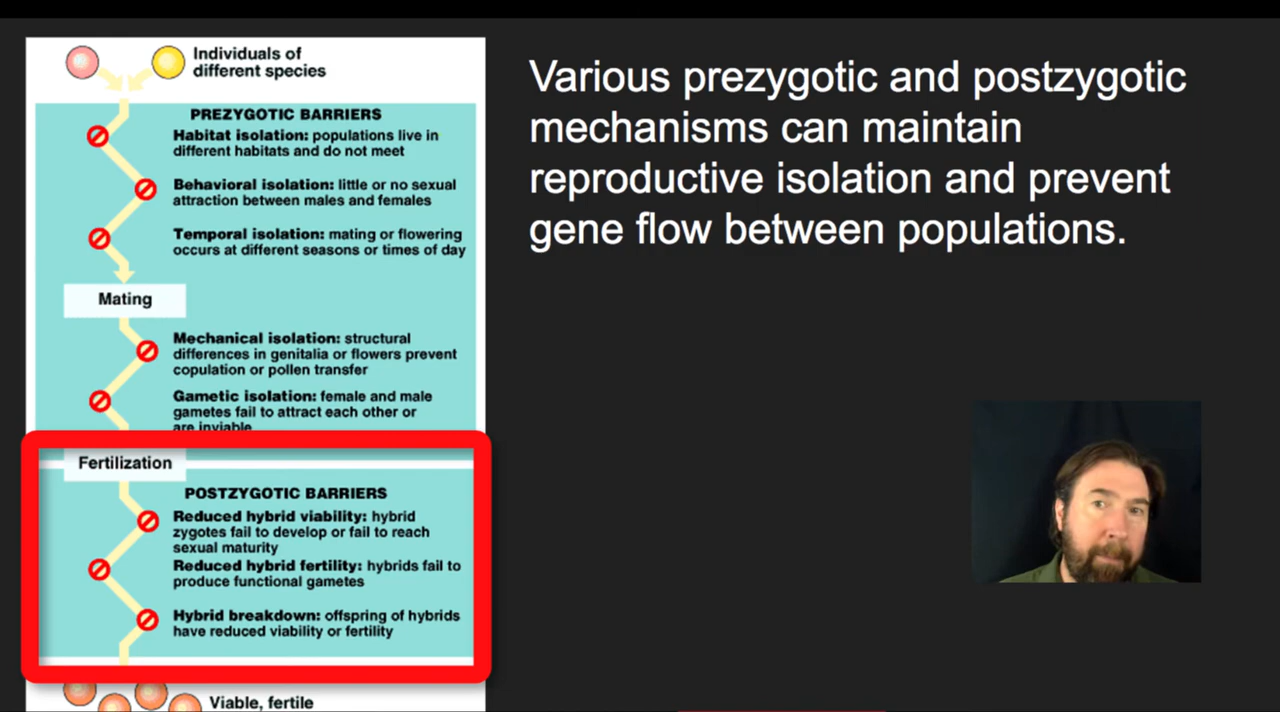 Individuals of
different species
PREZYGOTIC BARRIERS
Habitat isolation: populations live in
different habitats and do not meet
Behavioral isolation: little or no sexual
attraction between males and females
Temporal isolation: mating or flowering
occurs at different seasons or times of day
Mating
Mechanical isolation: structural
differences in genitalia or flowers prevent
copulation or pollen transfer
Gametic isolation: female and male
gametes fail to attract each other or
are inviable
Fertilization
POSTZYGOTIC BARRIERS
Reduced hybrid viability: hybrid
zygotes fail to develop or fail to reach
sexual maturity
Reduced hybrid fertility: hybrids fail to
produce functional gametes
Hybrid breakdown: offspring of hybrids
have reduced viability or fertility
Viable, fertile
Various prezygotic and postzygotic
mechanisms can maintain
reproductive isolation and prevent
gene flow between populations.